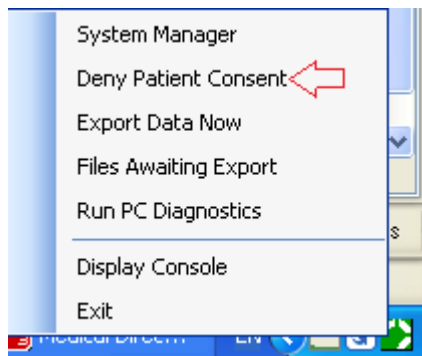 System Manager
Deny Patient Consent
Export Data Now
Files Awaiting Export
Run PC Diagnostics
s
Display Console
Exit
EN